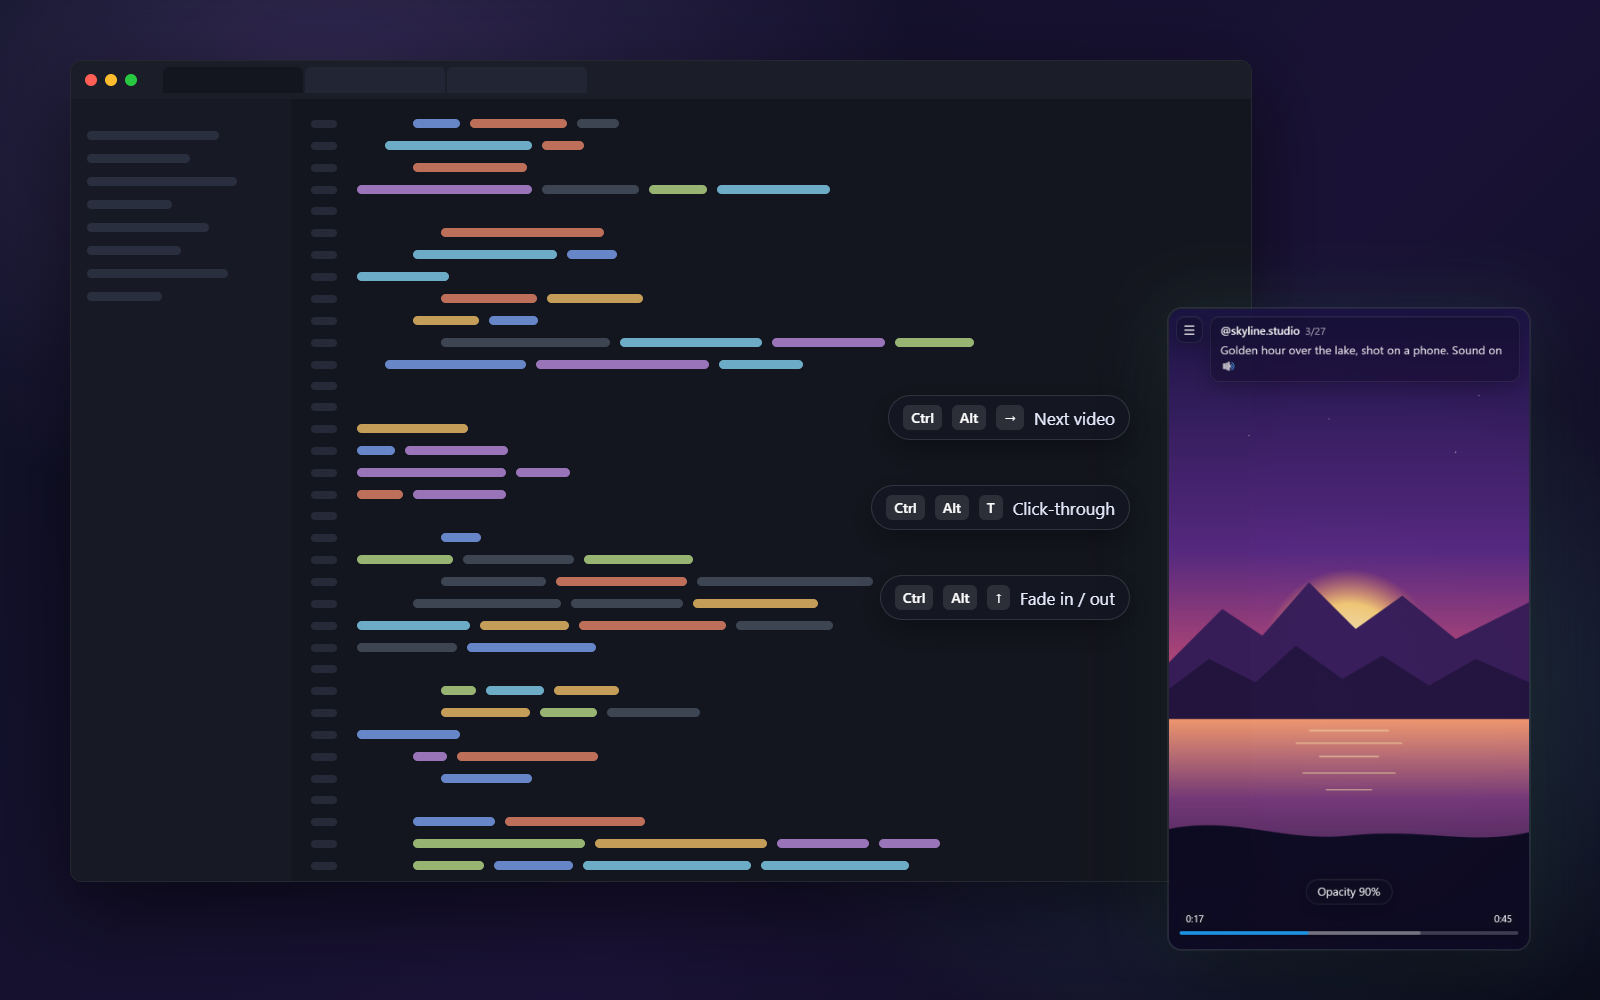 @skyline.studio 3/27
Golden hour over the lake, shot on a phone. Sound on
🔊
Ctrl Alt → Next video
Ctrl Alt T Click-through
Ctrl Alt ↑ Fade in / out
Opacity 90%
0:17 0:45